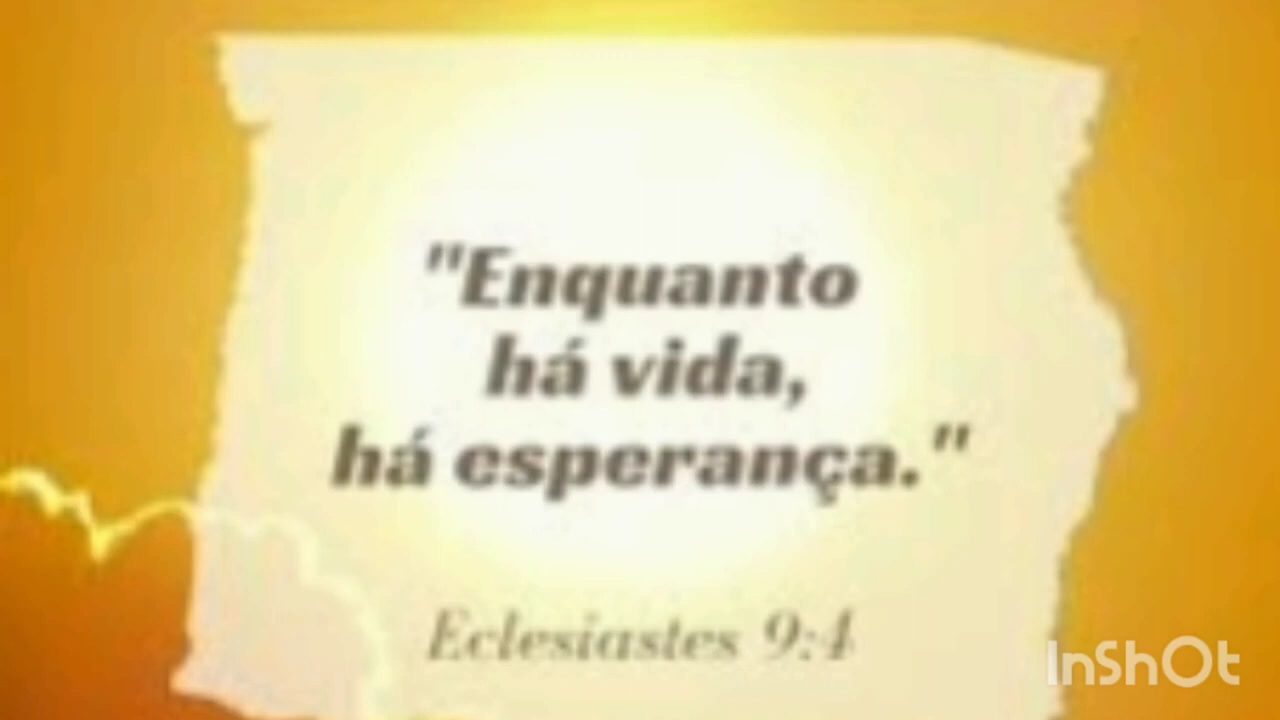 "Enquanto
há vida,
há esperança."
Eclesiastes 9:4
InShOt